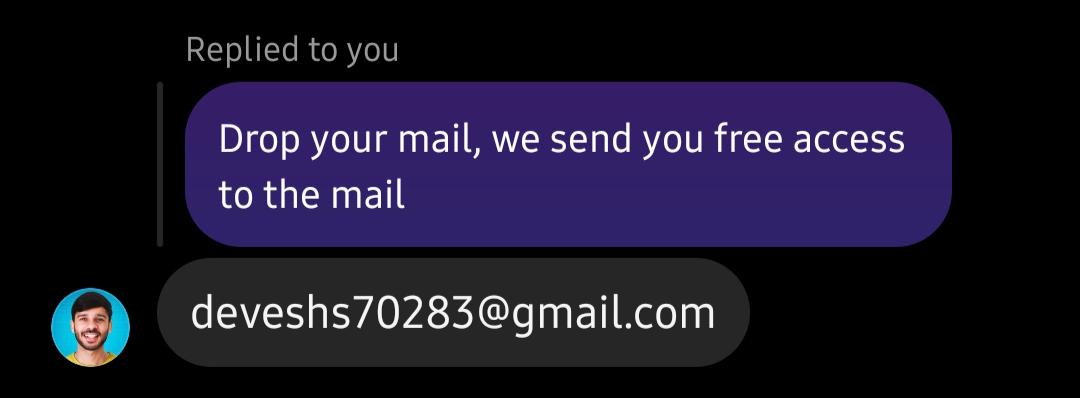 Replied to you
Drop your mail, we send you free access
to the mail
deveshs70283@gmail.com